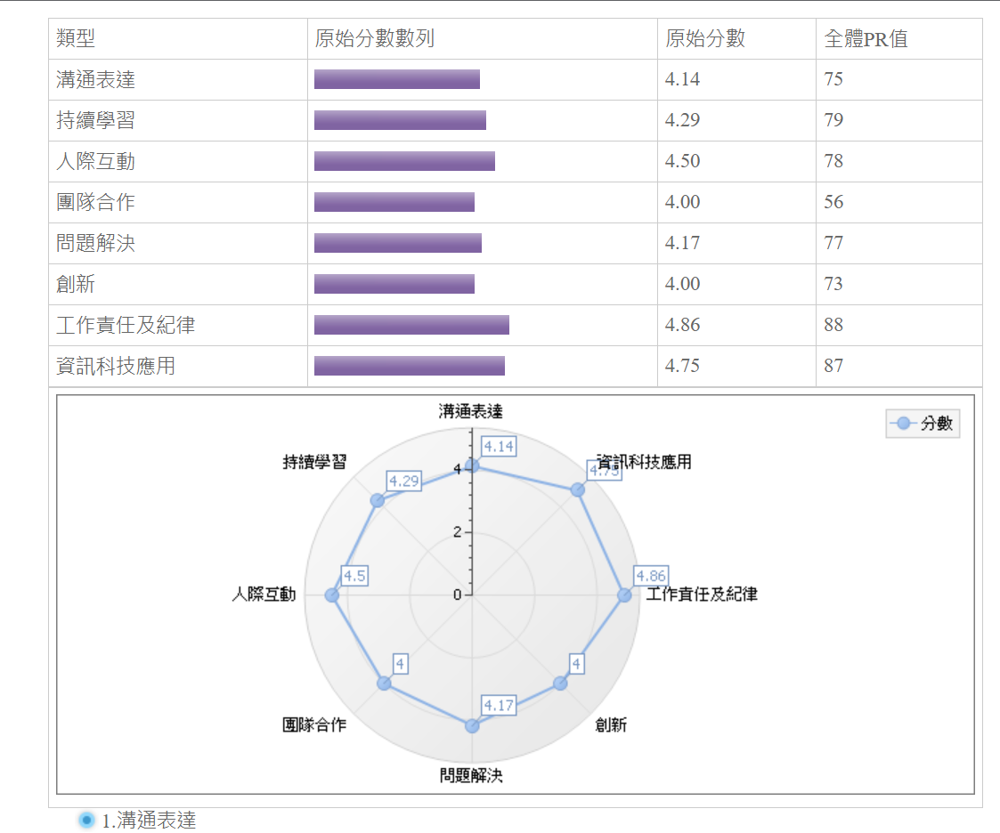 類型 原始分數數列 原始分數 全體PR值
溝通表達 4.14 75
持續學習 4.29 79
人際互動 4.50 78
團隊合作 4.00 56
問題解決 4.17 77
創新 4.00 73
工作責任及紀律 4.86 88
資訊科技應用 4.75 87
溝通表達
分數
4.14
持續學習
資訊科技應用
4
4.75
4.29
2
4.5
4.86
人際互動
0
工作責任及紀律
4
4
4.17
團隊合作
創新
問題解決
1.溝通表達